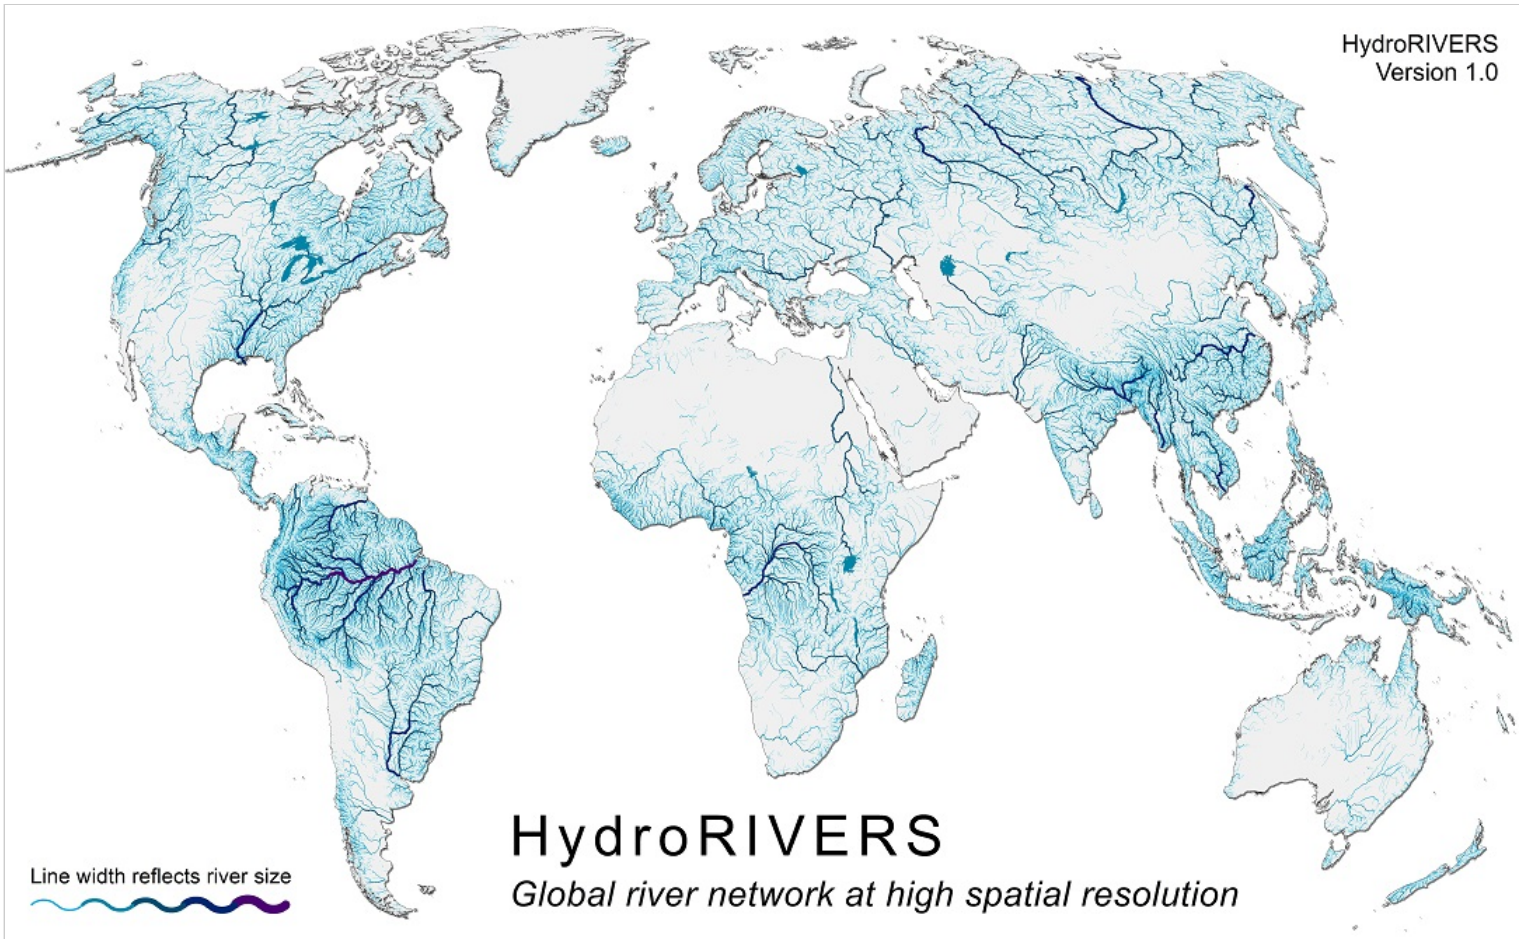 HydroRIVERS
Version 1.0
HydroRIVERS
Global river network at high spatial resolution
Line width reflects river size